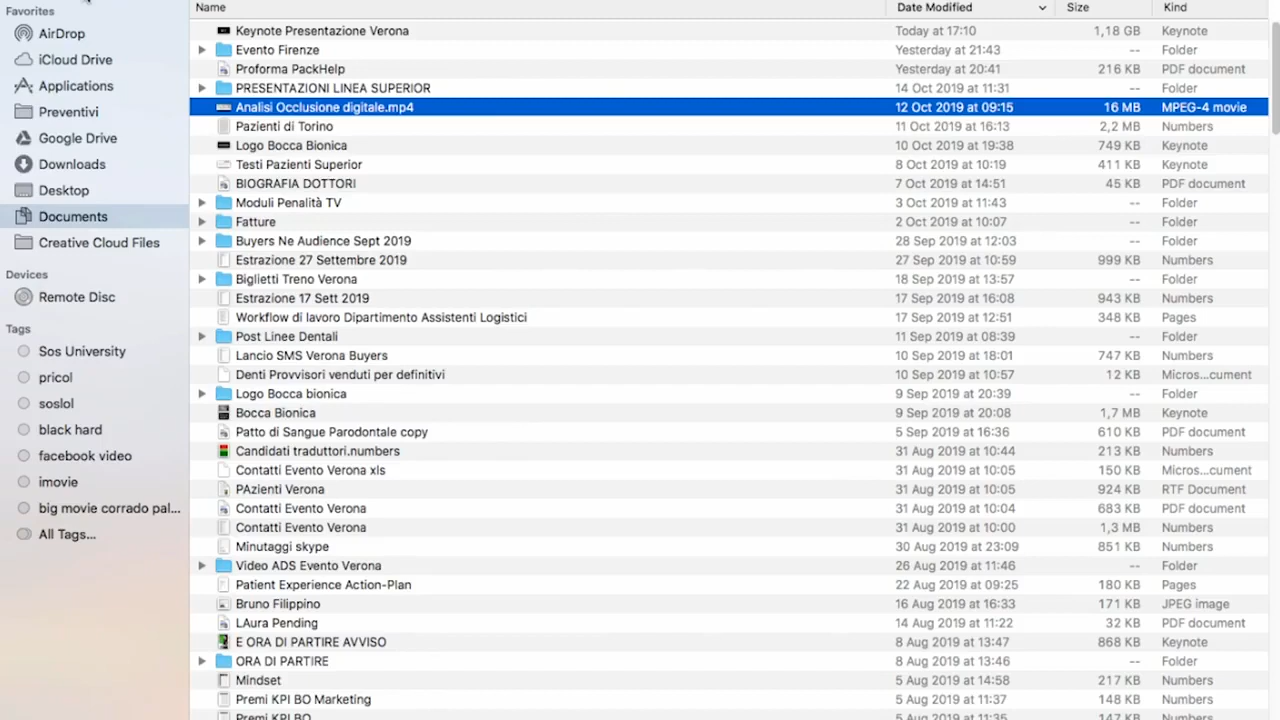 Favorites
AirDrop
iCloud Drive
Applications
Preventivi
Google Drive
Downloads
Desktop
Documents
Creative Cloud Files
Devices
Remote Disc
Tags
Sos University
pricol
soslol
black hard
facebook video
imovie
big movie corrado pal...
All Tags...
Name Date Modified Size Kind
Keynote Presentazione Verona Today at 17:10 1,18 GB Keynote
Evento Firenze Yesterday at 21:43 -- Folder
Proforma PackHelp Yesterday at 20:41 216 KB PDF document
PRESENTAZIONI LINEA SUPERIOR 14 Oct 2019 at 11:31 -- Folder
Analisi Occlusione digitale.mp4 12 Oct 2019 at 09:15 16 MB MPEG-4 movie
Pazienti di Torino 11 Oct 2019 at 16:13 2,2 MB Numbers
Logo Bocca Bionica 10 Oct 2019 at 19:38 749 KB Keynote
Testi Pazienti Superior 8 Oct 2019 at 10:19 411 KB Keynote
BIOGRAFIA DOTTORI 7 Oct 2019 at 14:51 45 KB PDF document
Moduli Penalità TV 3 Oct 2019 at 11:43 -- Folder
Fatture 2 Oct 2019 at 10:07 -- Folder
Buyers Ne Audience Sept 2019 28 Sep 2019 at 12:03 -- Folder
Estrazione 27 Settembre 2019 27 Sep 2019 at 10:59 999 KB Numbers
Biglietti Treno Verona 18 Sep 2019 at 13:57 -- Folder
Estrazione 17 Sett 2019 17 Sep 2019 at 16:08 943 KB Numbers
Workflow di lavoro Dipartimento Assistenti Logistici 17 Sep 2019 at 12:51 348 KB Pages
Post Linee Dentali 11 Sep 2019 at 08:39 -- Folder
Lancio SMS Verona Buyers 10 Sep 2019 at 18:01 747 KB Numbers
Denti Provvisori venduti per definitivi 10 Sep 2019 at 10:57 12 KB Micros...cument
Logo Bocca bionica 9 Sep 2019 at 20:39 -- Folder
Bocca Bionica 9 Sep 2019 at 20:08 1,7 MB Keynote
Patto di Sangue Parodontale copy 5 Sep 2019 at 16:36 610 KB PDF document
Candidati traduttori.numbers 31 Aug 2019 at 10:44 213 KB Numbers
Contatti Evento Verona xls 31 Aug 2019 at 10:05 150 KB Micros...cument
PAzienti Verona 31 Aug 2019 at 10:05 924 KB RTF Document
Contatti Evento Verona 31 Aug 2019 at 10:04 683 KB PDF document
Contatti Evento Verona 31 Aug 2019 at 10:00 1,3 MB Numbers
Minutaggi skype 30 Aug 2019 at 23:09 851 KB Numbers
Video ADS Evento Verona 26 Aug 2019 at 11:46 -- Folder
Patient Experience Action-Plan 22 Aug 2019 at 09:25 180 KB Pages
Bruno Filippino 16 Aug 2019 at 16:33 171 KB JPEG image
LAura Pending 14 Aug 2019 at 11:22 32 KB PDF document
E ORA DI PARTIRE AVVISO 8 Aug 2019 at 13:47 868 KB Keynote
ORA DI PARTIRE 8 Aug 2019 at 13:46 -- Folder
Mindset 5 Aug 2019 at 14:58 217 KB Numbers
Premi KPI BO Marketing 5 Aug 2019 at 11:37 148 KB Numbers
Premi KPI BO 5 Aug 2019 at 11:35 147 KB Numbers